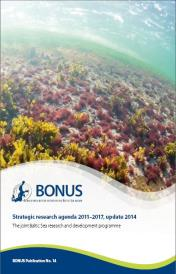 BONUS
Strategic research agenda 2011–2017, update 2014
The joint Baltic Sea research and development programme
BONUS Publication No. 14